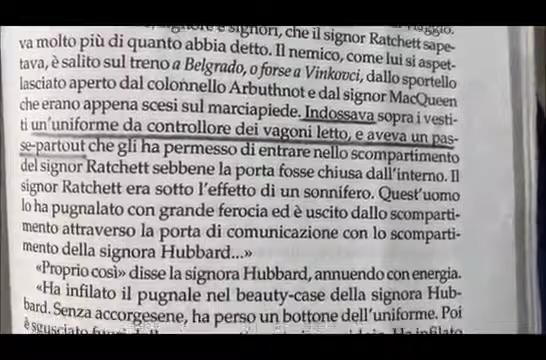 signori, che il signor Ratchett sape-
va molto più di quanto abbia detto. Il nemico, come lui si aspet-
tava, è salito sul treno a Belgrado, o forse a Vinkovci, dallo sportello
lasciato aperto dal colonnello Arbuthnot e dal signor MacQueen
che erano appena scesi sul marciapiede. Indossava sopra i vesti-
ti un'uniforme da controllore dei vagoni letto, e aveva un pas-
se-partout che gli ha permesso di entrare nello scompartimento
del signor Ratchett sebbene la porta fosse chiusa dall'interno. Il
signor Ratchett era sotto l'effetto di un sonnifero. Quest'uomo
lo ha pugnalato con grande ferocia ed è uscito dallo scomparti-
mento attraverso la porta di comunicazione con lo scomparti-
mento della signora Hubbard...»
«Proprio così» disse la signora Hubbard, annuendo con energia.
«Ha infilato il pugnale nel beauty-case della signora Hub-
bard. Senza accorgesene, ha perso un bottone dell'uniforme. Poi
è sgusciato